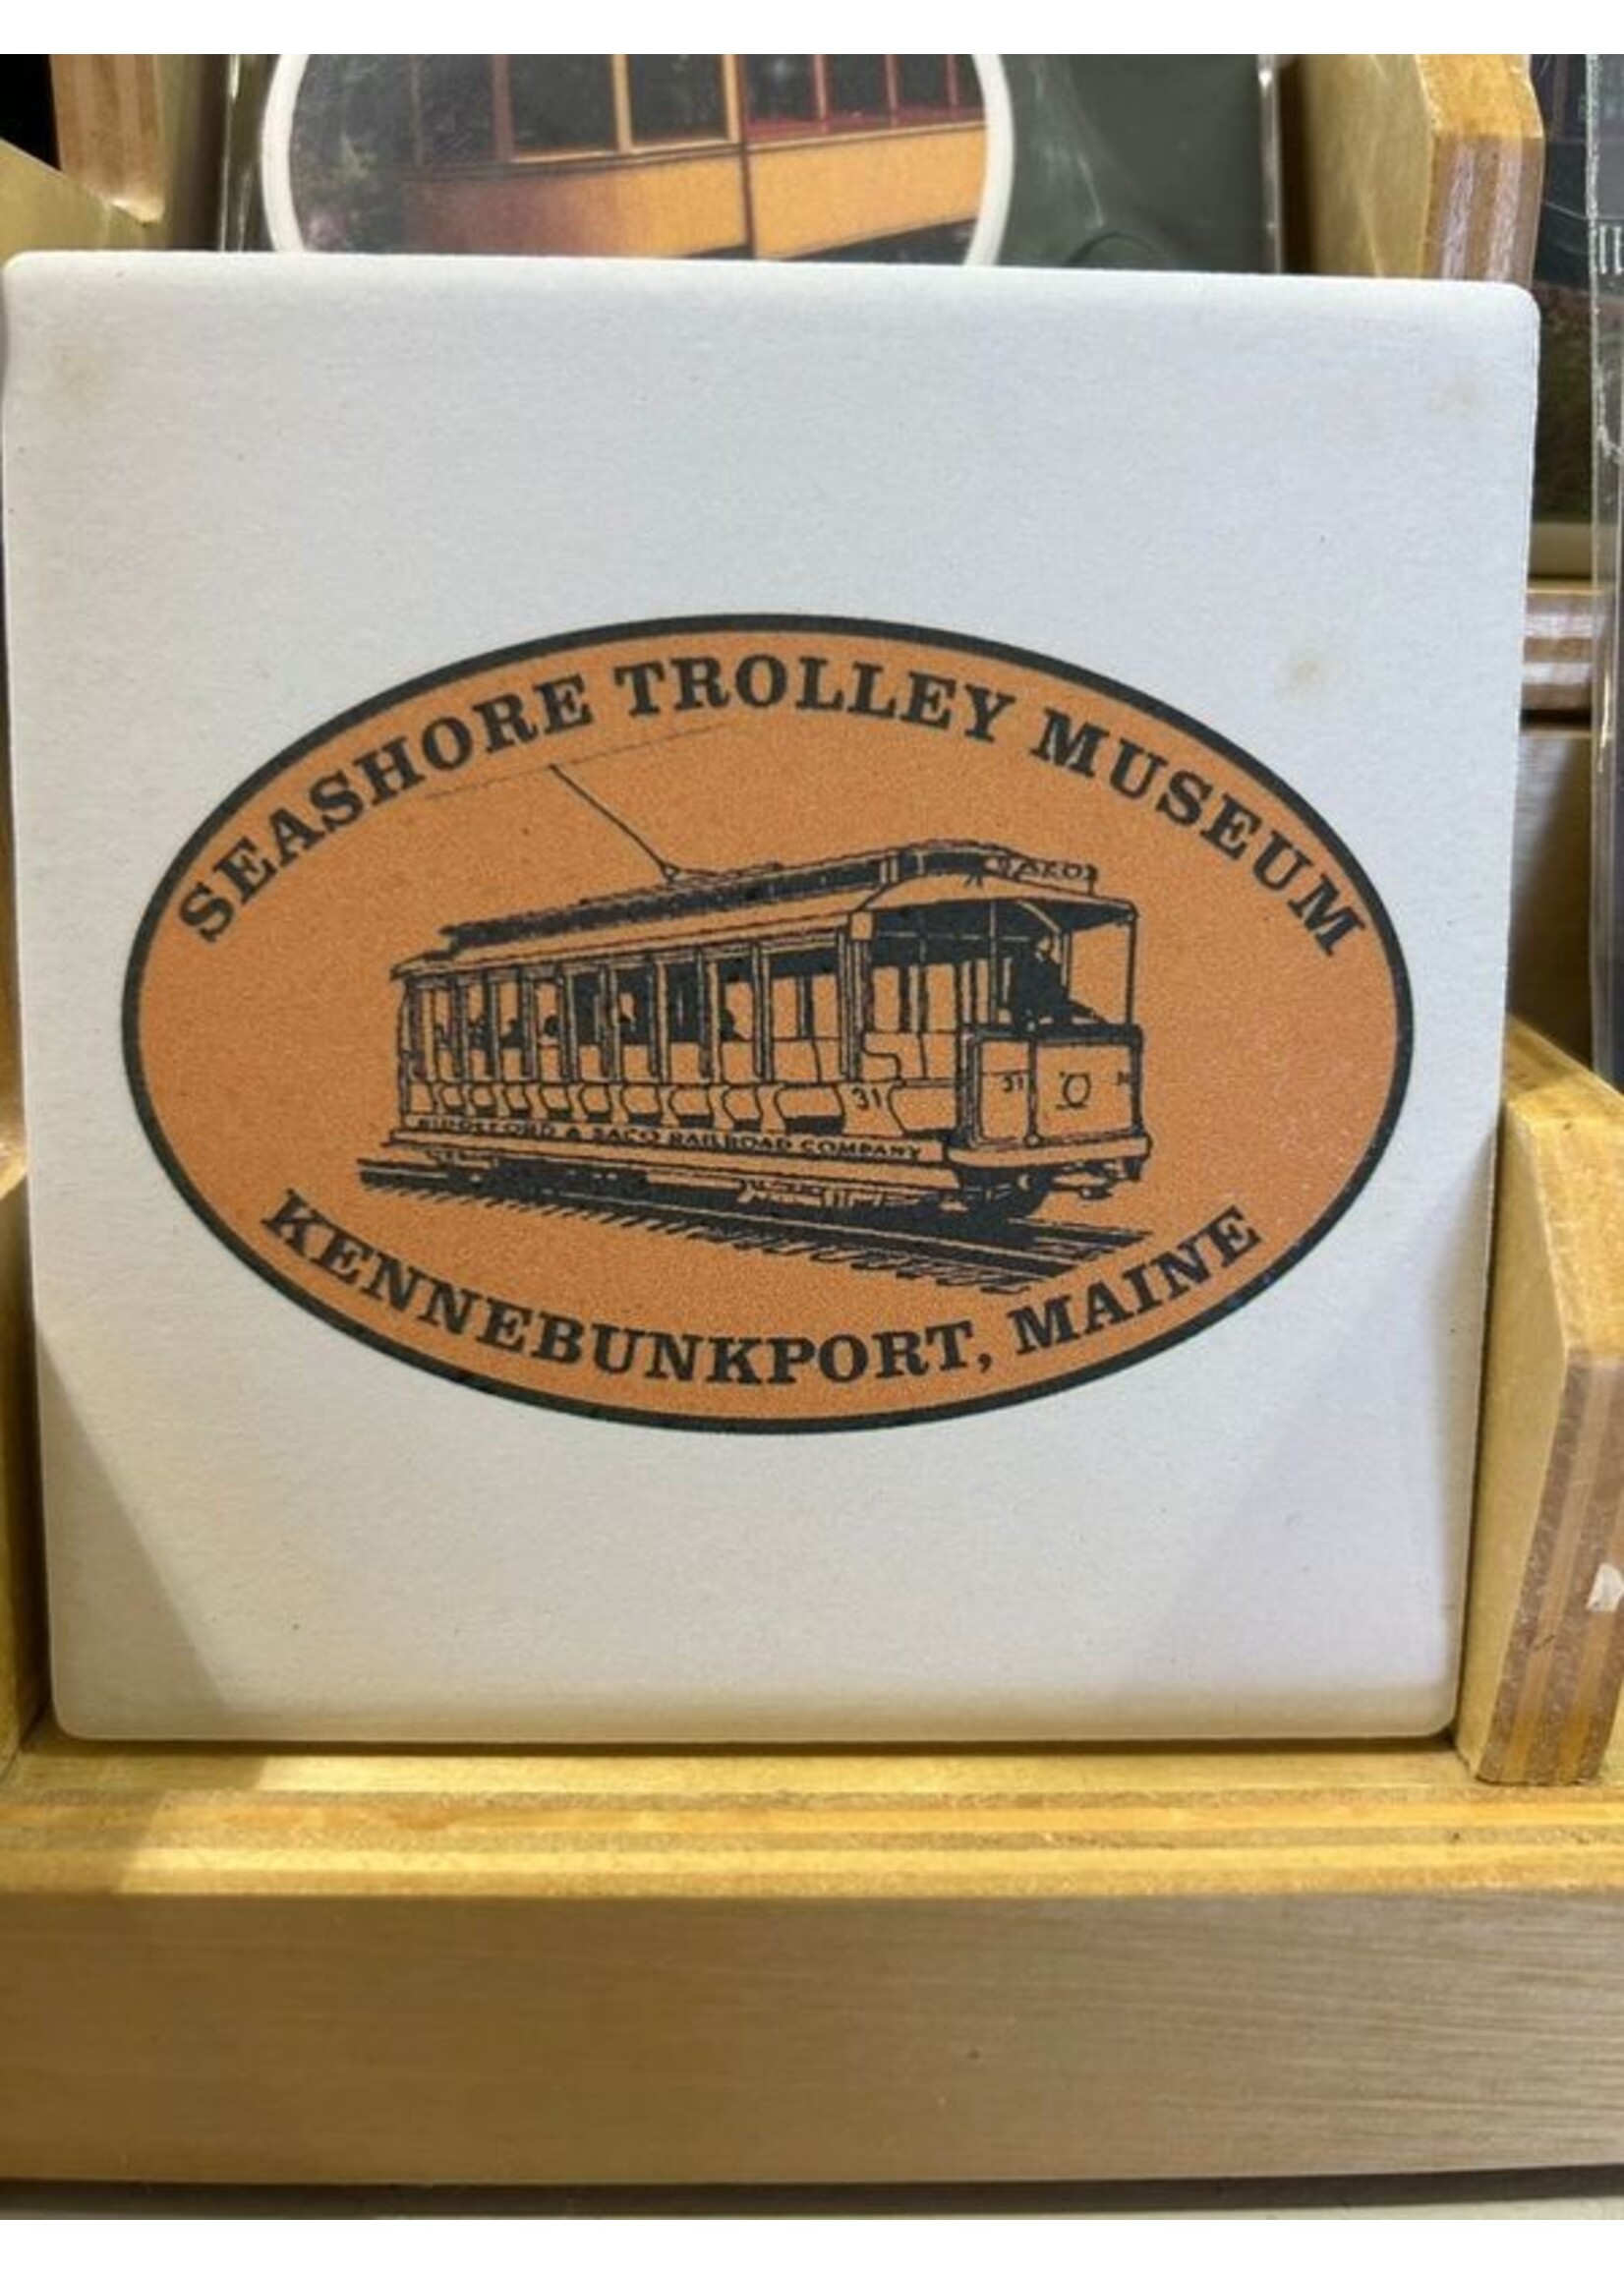 SEASHORE TROLLEY MUSEUM
SACO
31
31
BIDDEFORD & SACO RAILROAD COMPANY
KENNEBUNKPORT, MAINE